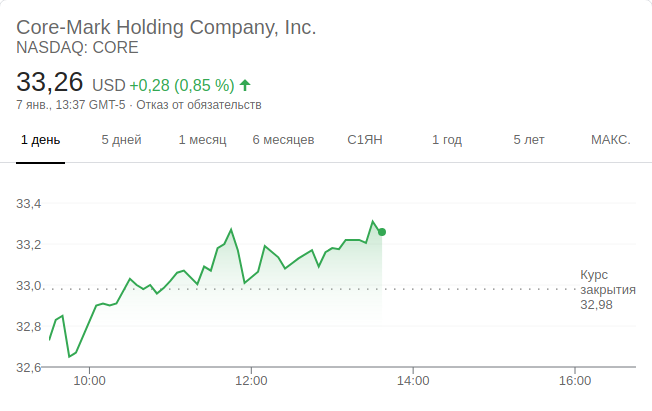 Core-Mark Holding Company, Inc.
NASDAQ: CORE
33,26 USD +0,28 (0,85 %)
7 янв., 13:37 GMT-5 · Отказ от обязательств
1 день 5 дней 1 месяц 6 месяцев С1ЯН 1 год 5 лет МАКС.
33,4
33,2
33,0
32,8
32,6
Курс
закрытия
32,98
10:00 12:00 14:00 16:00